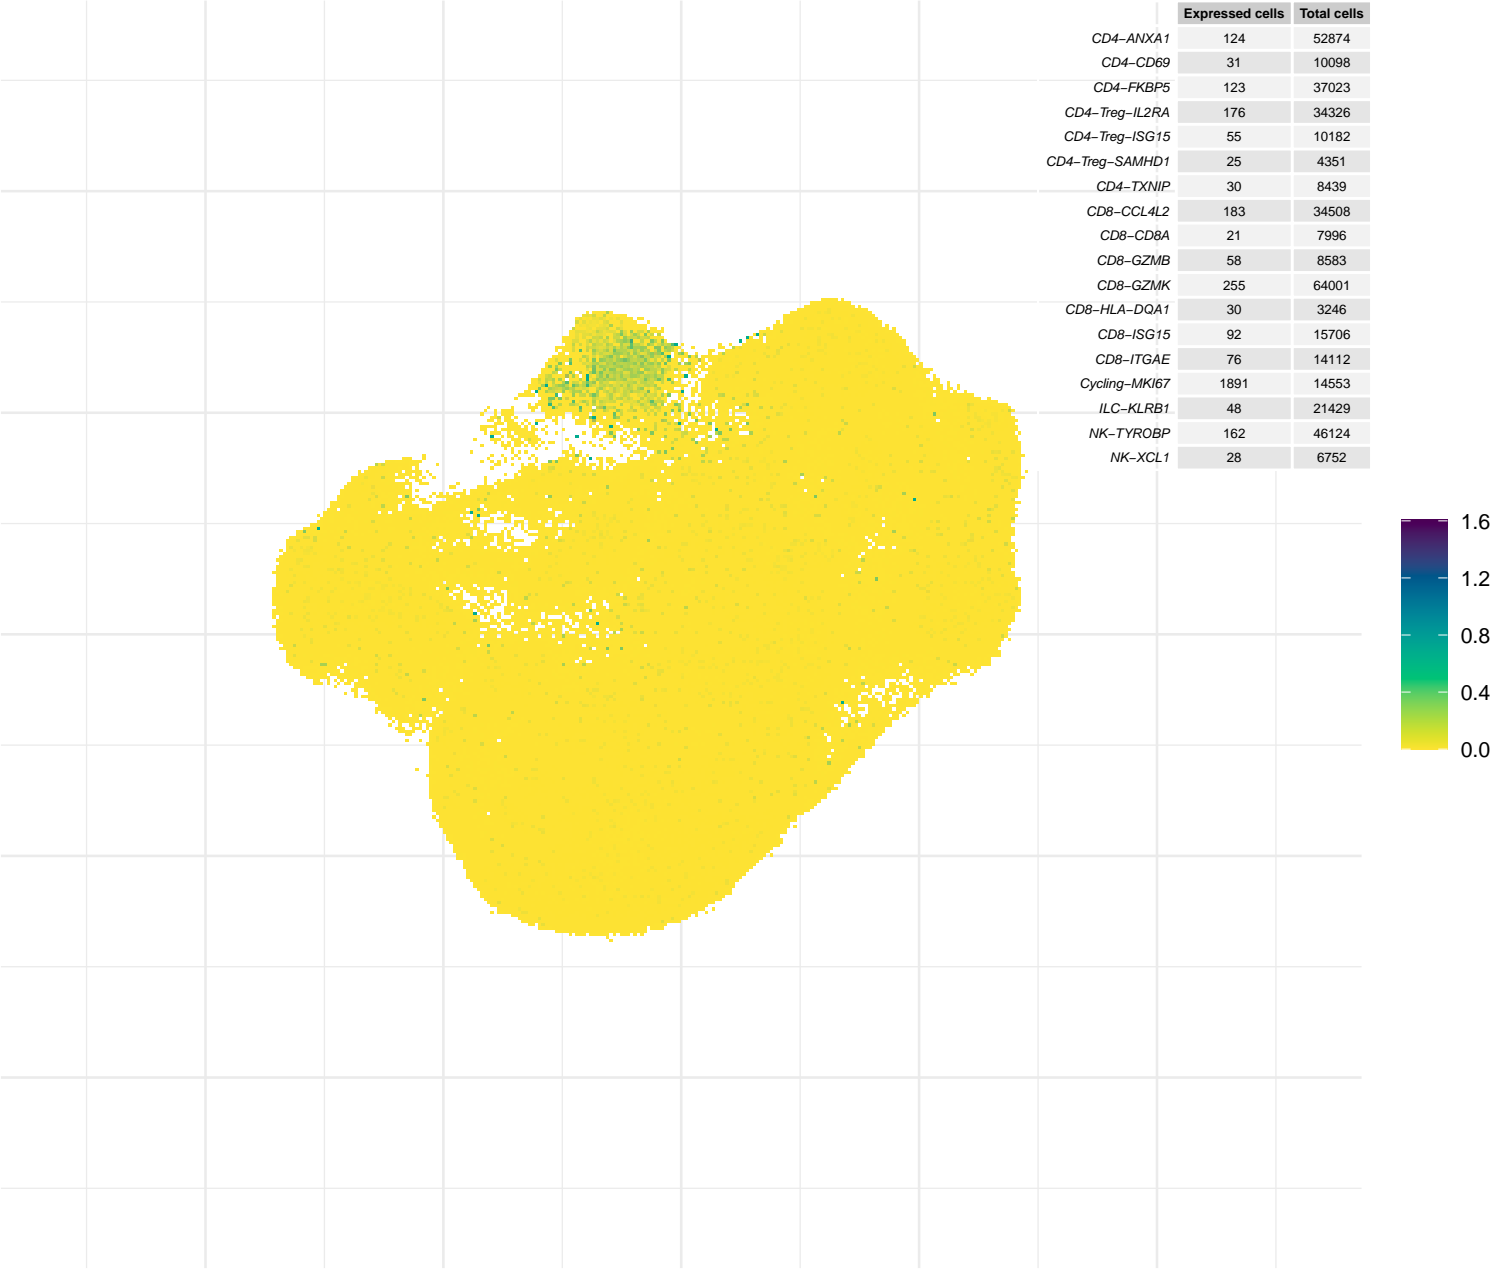 Expressed cells Total cells
CD4−ANXA1 124 52874
CD4−CD69 31 10098
CD4−FKBP5 123 37023
CD4−Treg−IL2RA 176 34326
CD4−Treg−ISG15 55 10182
CD4−Treg−SAMHD1 25 4351
CD4−TXNIP 30 8439
CD8−CCL4L2 183 34508
CD8−CD8A 21 7996
CD8−GZMB 58 8583
CD8−GZMK 255 64001
CD8−HLA−DQA1 30 3246
CD8−ISG15 92 15706
CD8−ITGAE 76 14112
Cycling−MKI67 1891 14553
ILC−KLRB1 48 21429
NK−TYROBP 162 46124
NK−XCL1 28 6752
1.6
1.2
0.8
0.4
0.0